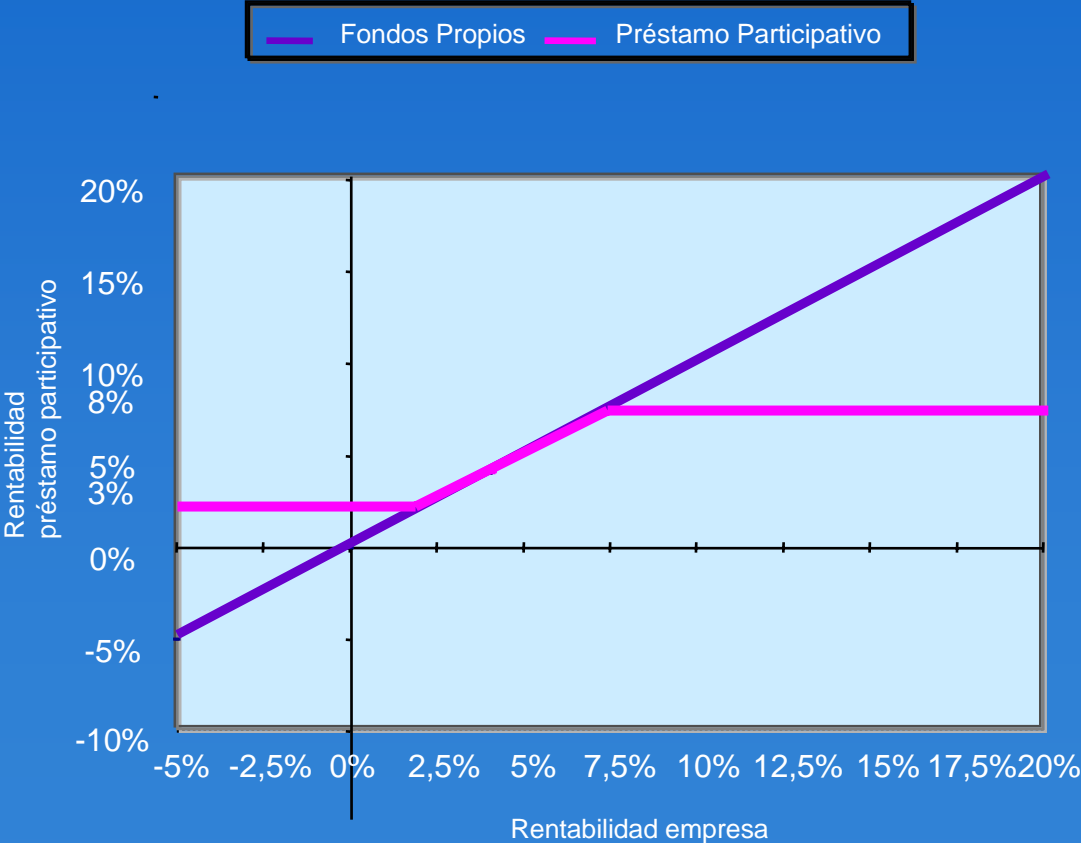 Fondos Propios Préstamo Participativo
20%
15%
10%
8%
5%
3%
0%
-5%
-10%
Rentabilidad
préstamo participativo
-5% -2,5% 0% 2,5% 5% 7,5% 10% 12,5% 15% 17,5% 20%
Rentabilidad empresa